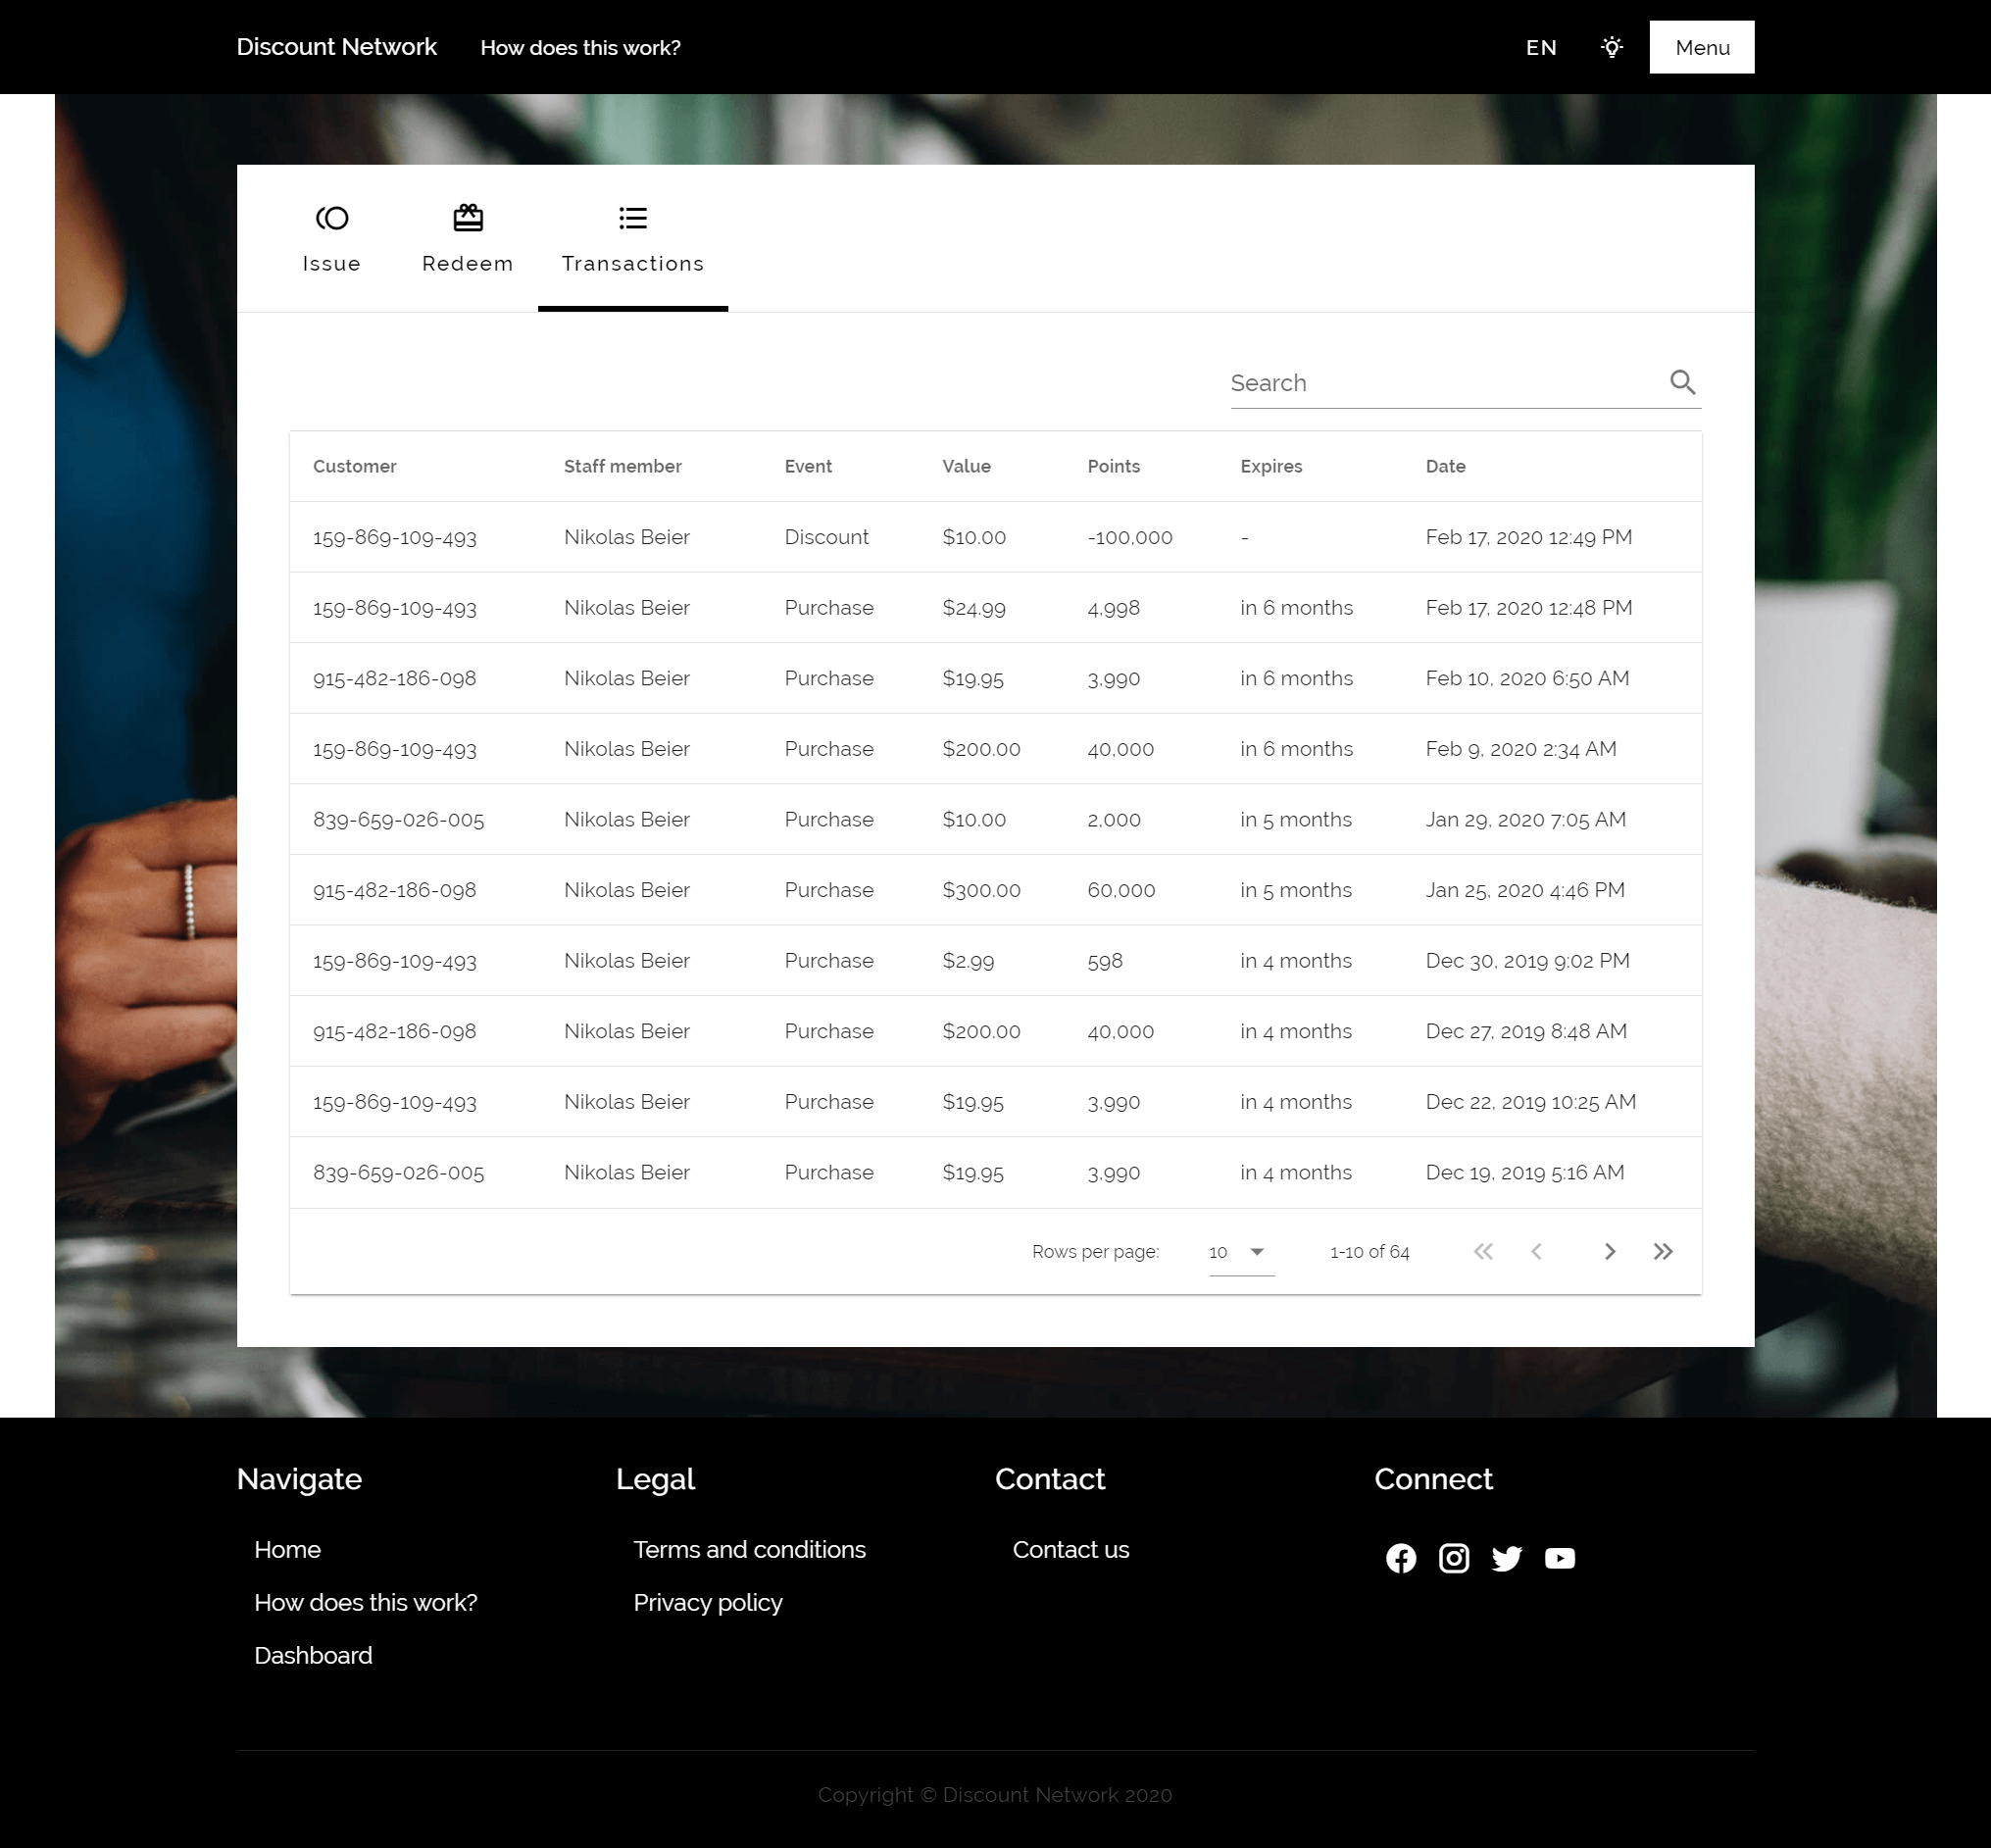 Discount Network How does this work? EN Menu
Issue Redeem Transactions
Search
Customer Staff member Event Value Points Expires Date
159-869-109-493 Nikolas Beier Discount $10.00 -100,000 - Feb 17, 2020 12:49 PM
159-869-109-493 Nikolas Beier Purchase $24.99 4,998 in 6 months Feb 17, 2020 12:48 PM
915-482-186-098 Nikolas Beier Purchase $19.95 3,990 in 6 months Feb 10, 2020 6:50 AM
159-869-109-493 Nikolas Beier Purchase $200.00 40,000 in 6 months Feb 9, 2020 2:34 AM
839-659-026-005 Nikolas Beier Purchase $10.00 2,000 in 5 months Jan 29, 2020 7:05 AM
915-482-186-098 Nikolas Beier Purchase $300.00 60,000 in 5 months Jan 25, 2020 4:46 PM
159-869-109-493 Nikolas Beier Purchase $2.99 598 in 4 months Dec 30, 2019 9:02 PM
915-482-186-098 Nikolas Beier Purchase $200.00 40,000 in 4 months Dec 27, 2019 8:48 AM
159-869-109-493 Nikolas Beier Purchase $19.95 3,990 in 4 months Dec 22, 2019 10:25 AM
839-659-026-005 Nikolas Beier Purchase $19.95 3,990 in 4 months Dec 19, 2019 5:16 AM
Rows per page: 10 1-10 of 64
Navigate Legal Contact Connect
Home Terms and conditions Contact us
How does this work? Privacy policy
Dashboard
Copyright © Discount Network 2020